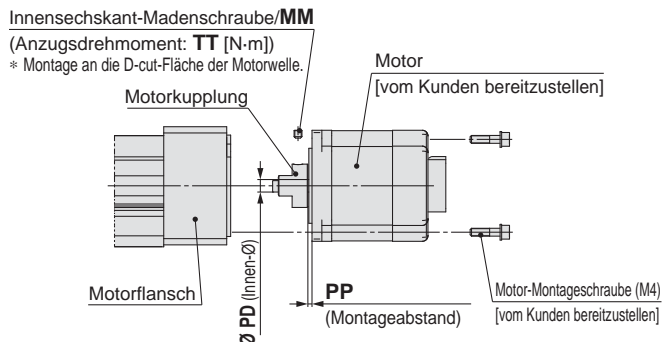 Innensechskant-Madenschraube/MM
(Anzugsdrehmoment: TT [N·m])
* Montage an die D-cut-Fläche der Motorwelle.
Motor
[vom Kunden bereitzustellen]
Motorkupplung
Motorflansch
Ø PD (Innen-Ø)
PP
(Montageabstand)
Motor-Montageschraube (M4)
[vom Kunden bereitzustellen]